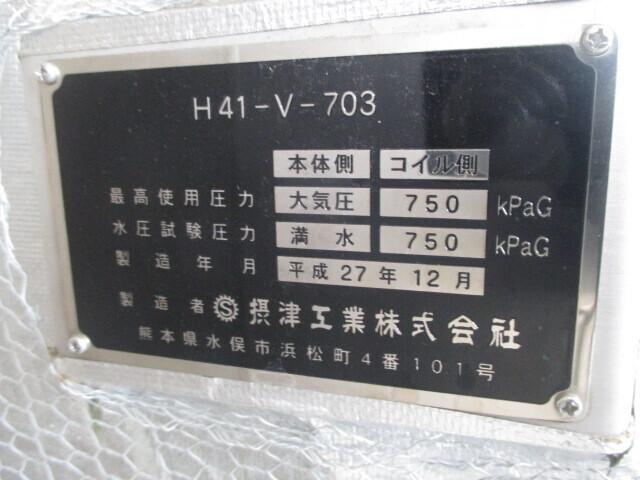 H41-V-703
本体側 コイル側
最高使用圧力 大気圧 750 kPaG
水圧試験圧力 満水 750 kPaG
製造年月 平成27年12月
製造者 Ⓢ 摂津工業株式会社
熊本県水俣市浜松町4番101号